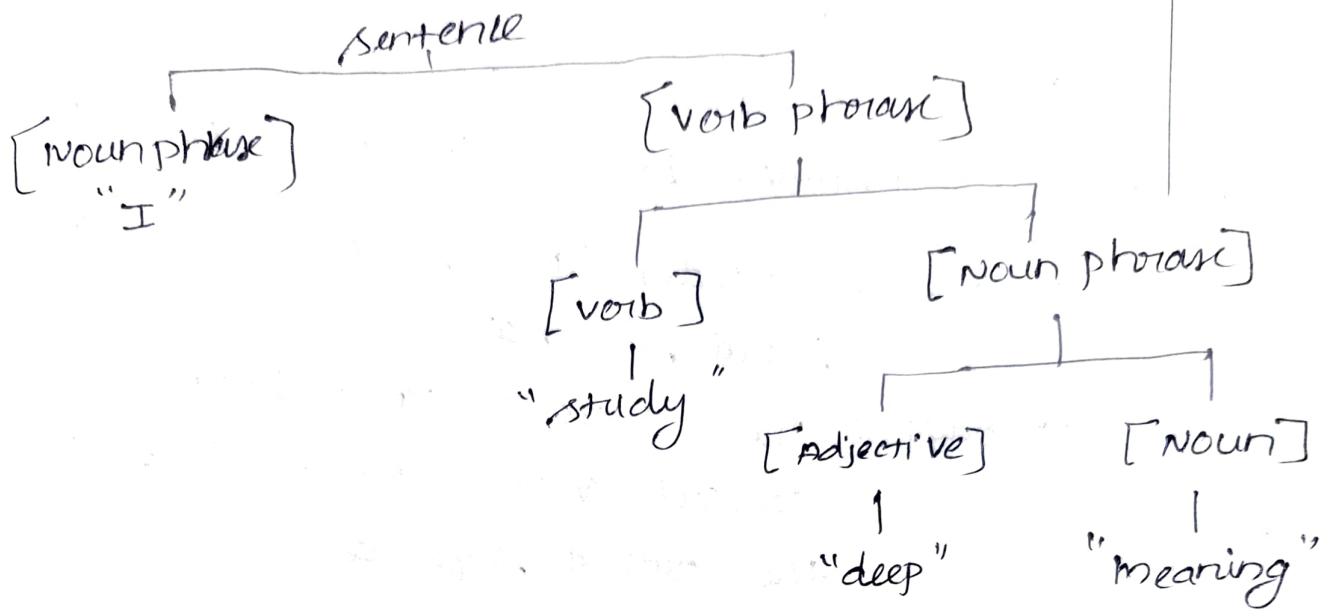 sentence
[verb phrase]
[Noun phrase]
"I"
[Noun phrase]
[verb]
"study"
[Adjective] [Noun]
"deep" "meaning"